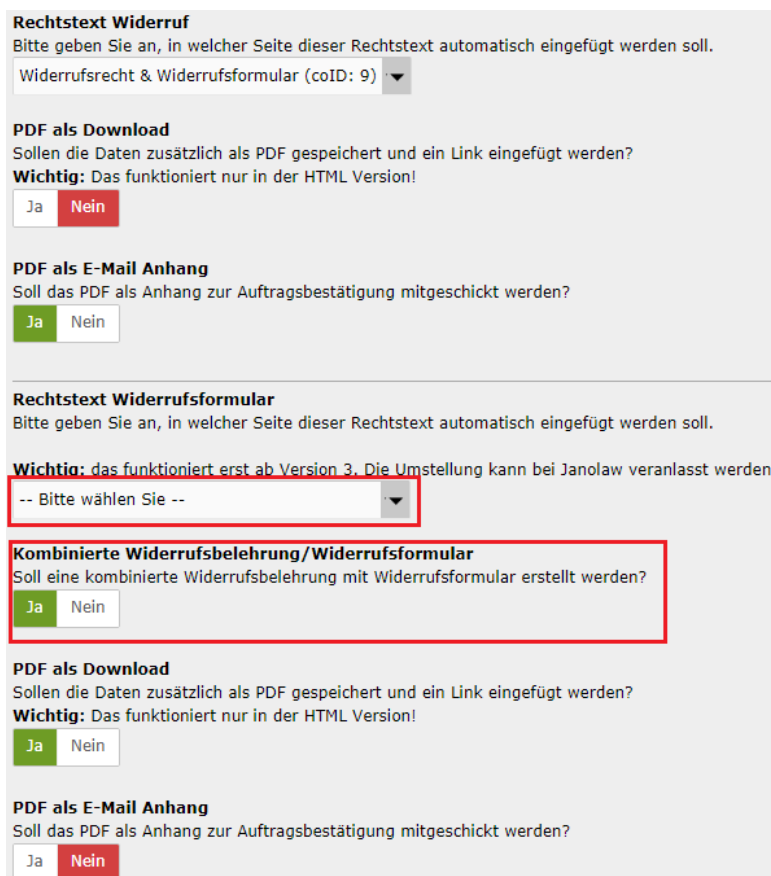 Rechtstext Widerruf
Bitte geben Sie an, in welcher Seite dieser Rechtstext automatisch eingefügt werden soll.
Widerrufsrecht & Widerrufsformular (coID: 9)
PDF als Download
Sollen die Daten zusätzlich als PDF gespeichert und ein Link eingefügt werden?
Wichtig: Das funktioniert nur in der HTML Version!
Ja Nein
PDF als E-Mail Anhang
Soll das PDF als Anhang zur Auftragsbestätigung mitgeschickt werden?
Ja Nein
Rechtstext Widerrufsformular
Bitte geben Sie an, in welcher Seite dieser Rechtstext automatisch eingefügt werden soll.
Wichtig: das funktioniert erst ab Version 3. Die Umstellung kann bei Janolaw veranlasst werden
-- Bitte wählen Sie --
Kombinierte Widerrufsbelehrung/Widerrufsformular
Soll eine kombinierte Widerrufsbelehrung mit Widerrufsformular erstellt werden?
Ja Nein
PDF als Download
Sollen die Daten zusätzlich als PDF gespeichert und ein Link eingefügt werden?
Wichtig: Das funktioniert nur in der HTML Version!
Ja Nein
PDF als E-Mail Anhang
Soll das PDF als Anhang zur Auftragsbestätigung mitgeschickt werden?
Ja Nein